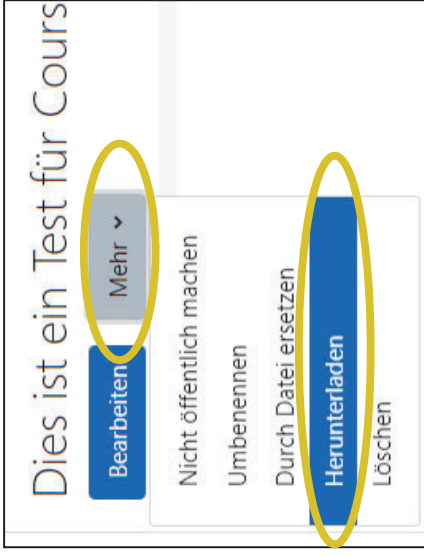 Dies ist ein Test für Cours
Bearbeiten
Mehr
Nicht öffentlich machen
Umbenennen
Durch Datei ersetzen
Herunterladen
Löschen